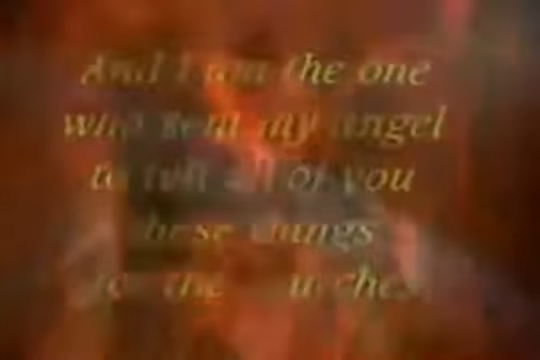 And I am the one
who sent my angel
to tell all of you
these things
for the churches